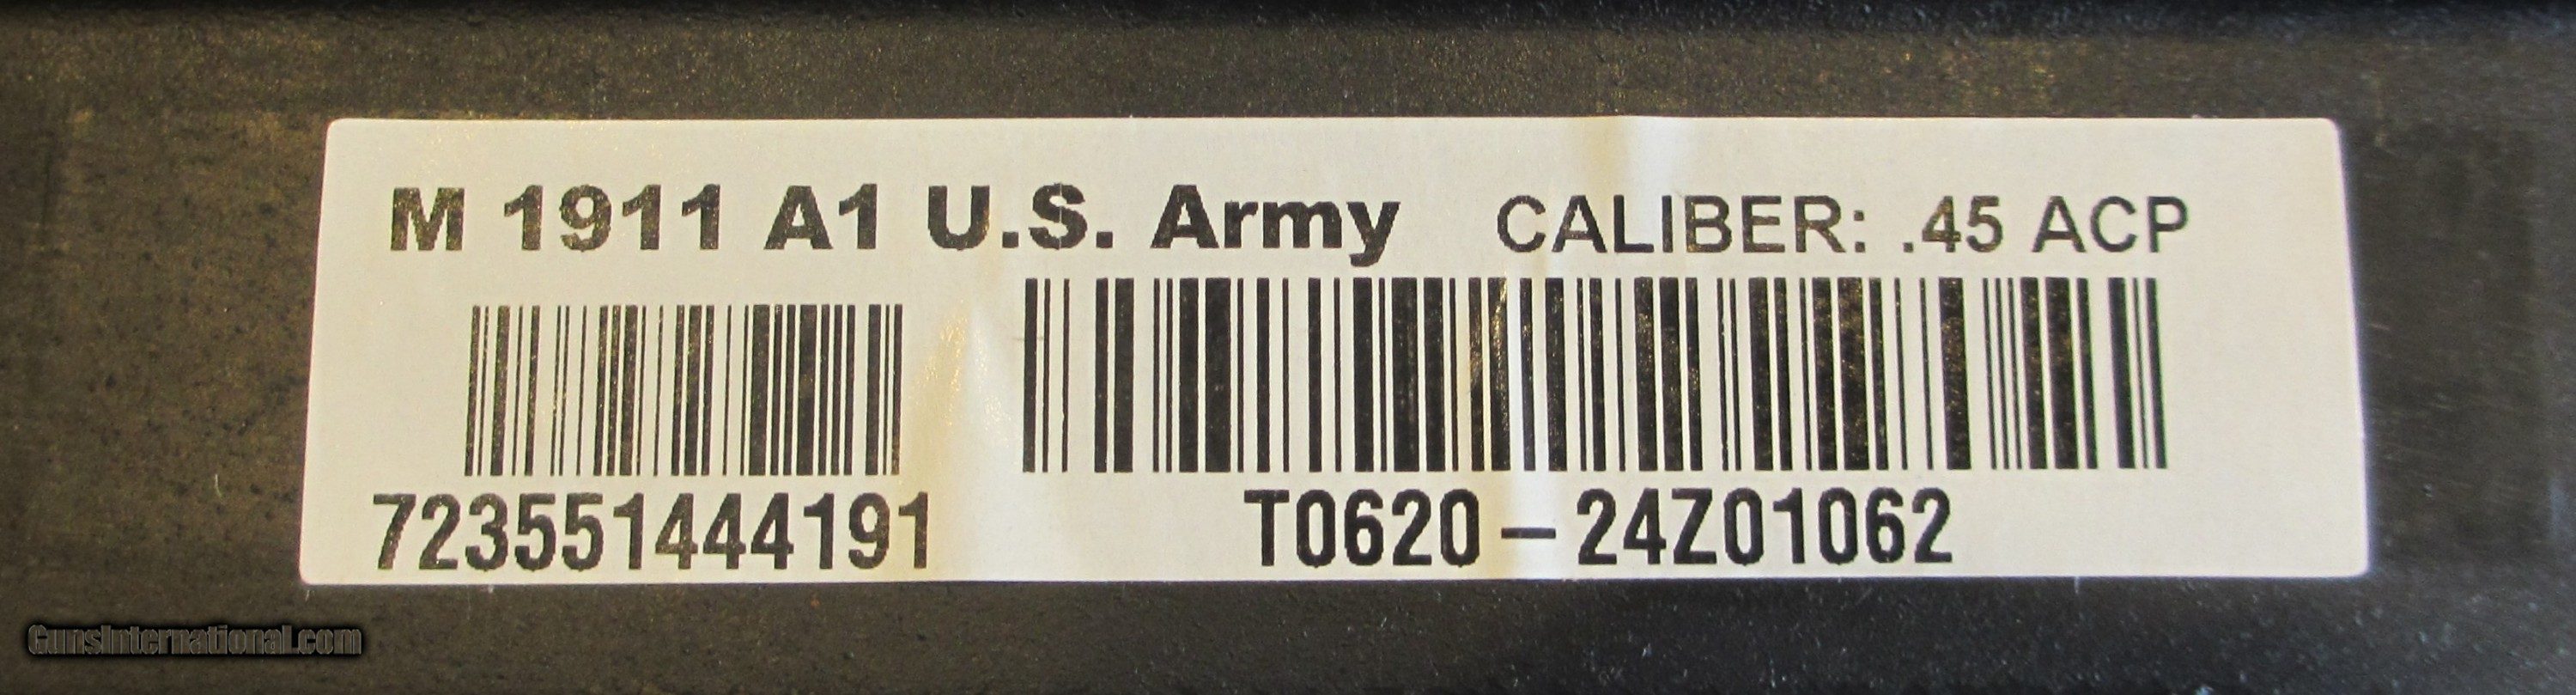 M 1911 A1 U.S. Army CALIBER: .45 ACP
723551444191 T0620-24Z01062
GunsInternational.com